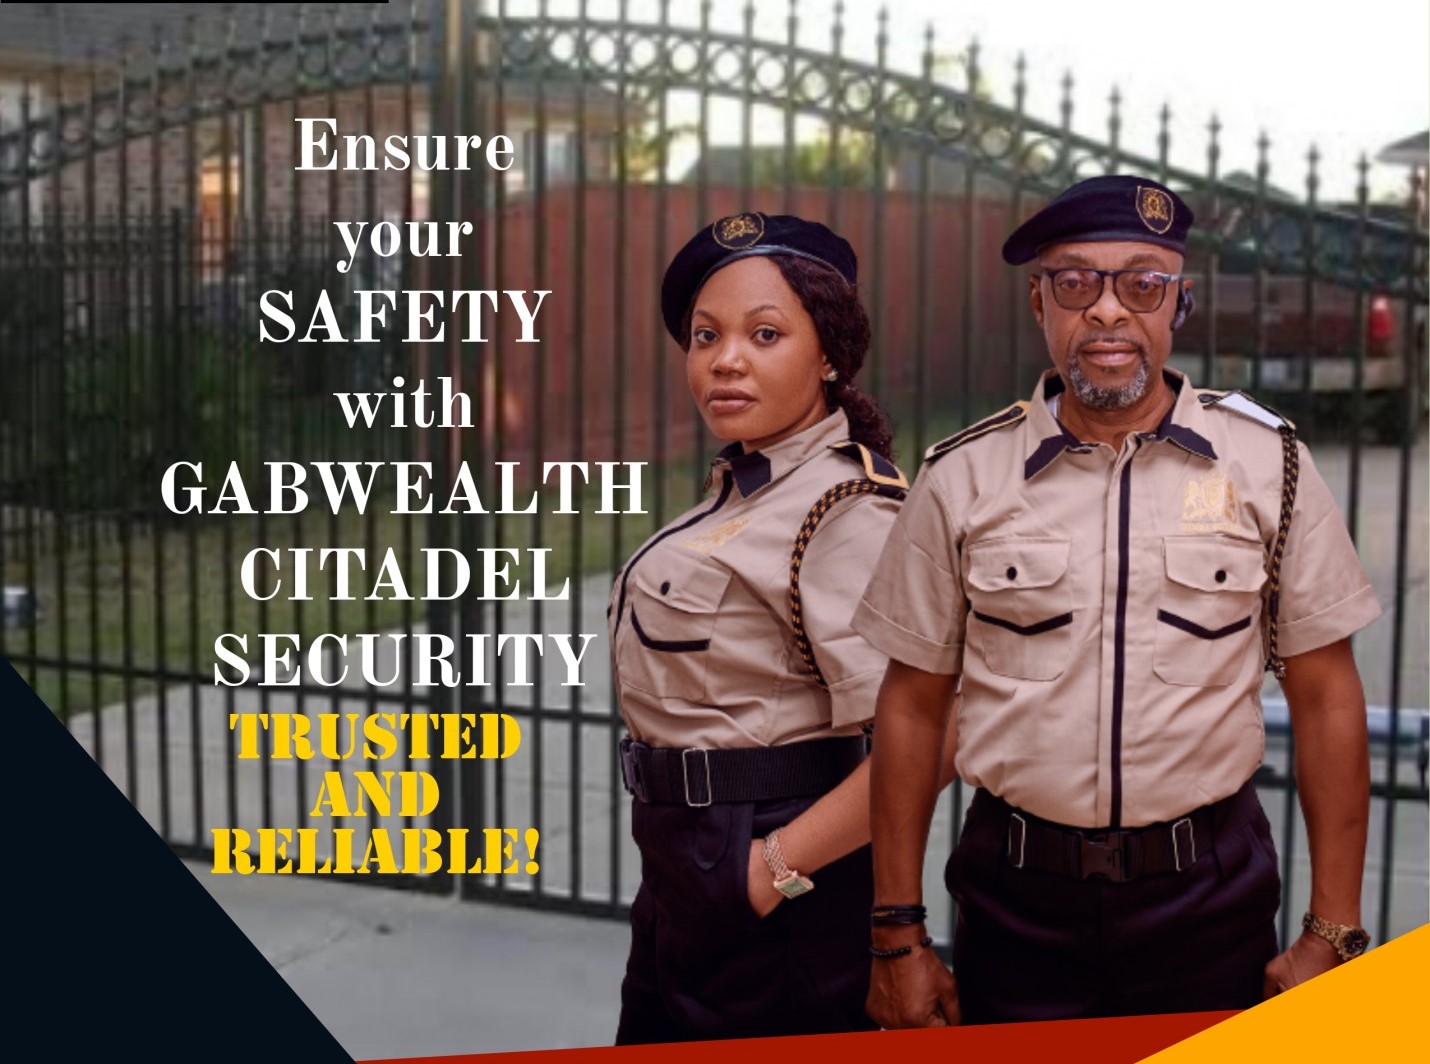 Ensure
your
SAFETY
with
GABWEALTH
CITADEL
SECURITY
TRUSTED
AND
RELIABLE!